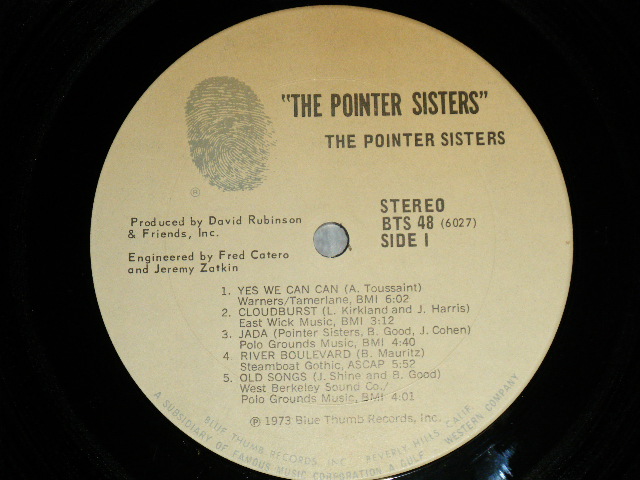 "THE POINTER SISTERS"
THE POINTER SISTERS
®
Produced by David Rubinson
& Friends, Inc.
Engineered by Fred Catero
and Jeremy Zatkin
STEREO
BTS 48 (6027)
SIDE I
1. YES WE CAN CAN (A. Toussaint)
Warners/Tamerlane, BMI 6:02
2. CLOUDBURST (L. Kirkland and J. Harris)
East Wick Music, BMI 3:12
3. JADA (Pointer Sisters, B. Good, J. Cohen)
Polo Grounds Music, BMI 4:40
4. RIVER BOULEVARD (B. Mauritz)
Steamboat Gothic, ASCAP 5:52
5. OLD SONGS (J. Shine and B. Good)
West Berkeley Sound Co./
Polo Grounds Music, BMI 4:01
℗ 1973 Blue Thumb Records, Inc.
BLUE THUMB RECORDS, INC. BEVERLY HILLS, CALIF.
A SUBSIDIARY OF FAMOUS MUSIC CORPORATION A GULF + WESTERN COMPANY